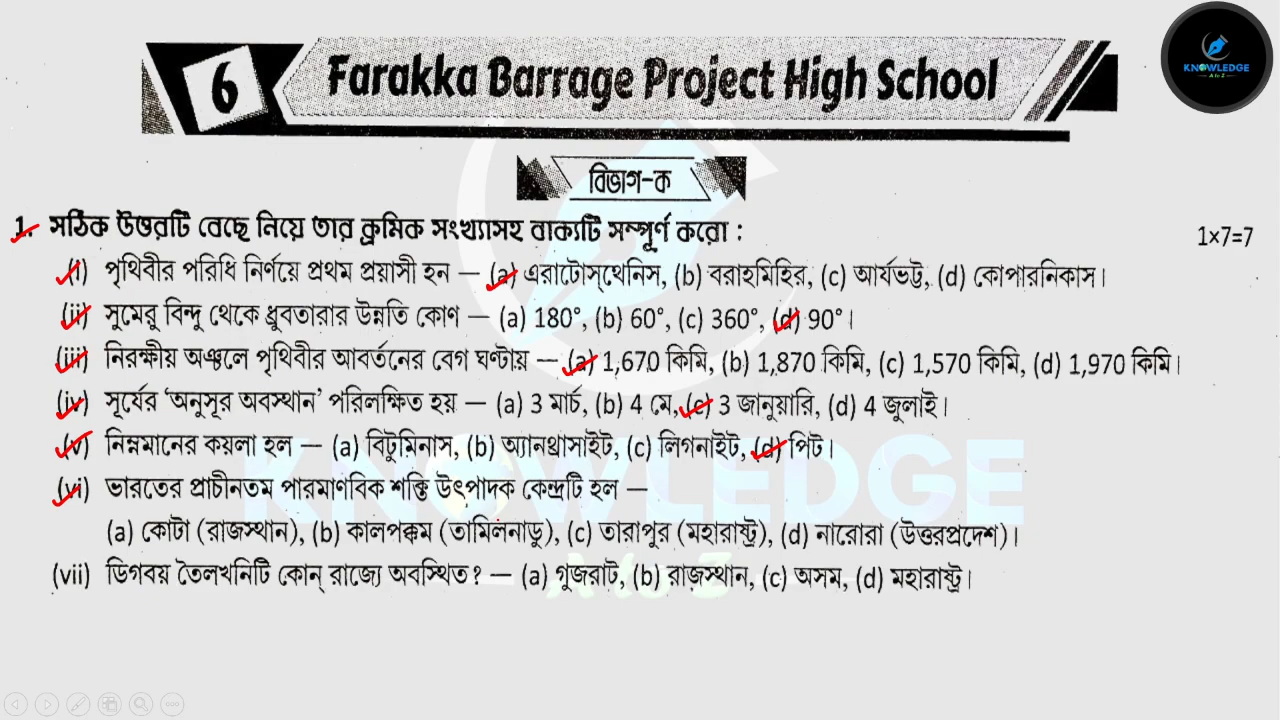 6 Farakka Barrage Project High School
KNOWLEDGE
A to Z
বিভাগ-ক
1. সঠিক উত্তরটি বেছে নিয়ে তার ক্রমিক সংখ্যাসহ বাক্যটি সম্পূর্ণ করো : 1×7=7
(i) পৃথিবীর পরিধি নির্ণয়ে প্রথম প্রয়াসী হন — (a) এরাটোস্‌থেনিস, (b) বরাহমিহির, (c) আর্যভট্ট, (d) কোপারনিকাস।
(ii) সুমেরু বিন্দু থেকে ধ্রুবতারার উন্নতি কোণ — (a) 180°, (b) 60°, (c) 360°, (d) 90°।
(iii) নিরক্ষীয় অঞ্চলে পৃথিবীর আবর্তনের বেগ ঘণ্টায় — (a) 1,670 কিমি, (b) 1,870 কিমি, (c) 1,570 কিমি, (d) 1,970 কিমি।
(iv) সূর্যের ‘অনুসূর অবস্থান’ পরিলক্ষিত হয় — (a) 3 মার্চ, (b) 4 মে, (c) 3 জানুয়ারি, (d) 4 জুলাই।
(v) নিম্নমানের কয়লা হল — (a) বিটুমিনাস, (b) অ্যানথ্রাসাইট, (c) লিগনাইট, (d) পিট।
KNOWLEDGE
(vi) ভারতের প্রাচীনতম পারমাণবিক শক্তি উৎপাদক কেন্দ্রটি হল —
(a) কোটা (রাজস্থান), (b) কালপক্কম (তামিলনাড়ু), (c) তারাপুর (মহারাষ্ট্র), (d) নারোরা (উত্তরপ্রদেশ)।
(vii) ডিগবয় তৈলখনিটি কোন্ রাজ্যে অবস্থিত? — (a) গুজরাট, (b) রাজস্থান, (c) অসম, (d) মহারাষ্ট্র।
A to Z